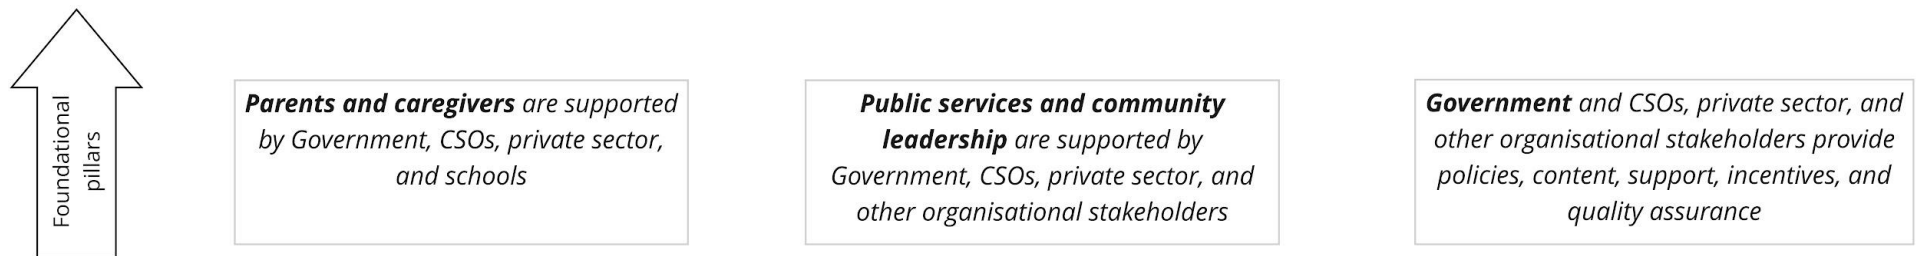 Foundational
pillars
Parents and caregivers are supported
by Government, CSOs, private sector,
and schools
Public services and community
leadership are supported by
Government, CSOs, private sector, and
other organisational stakeholders
Government and CSOs, private sector, and
other organisational stakeholders provide
policies, content, support, incentives, and
quality assurance